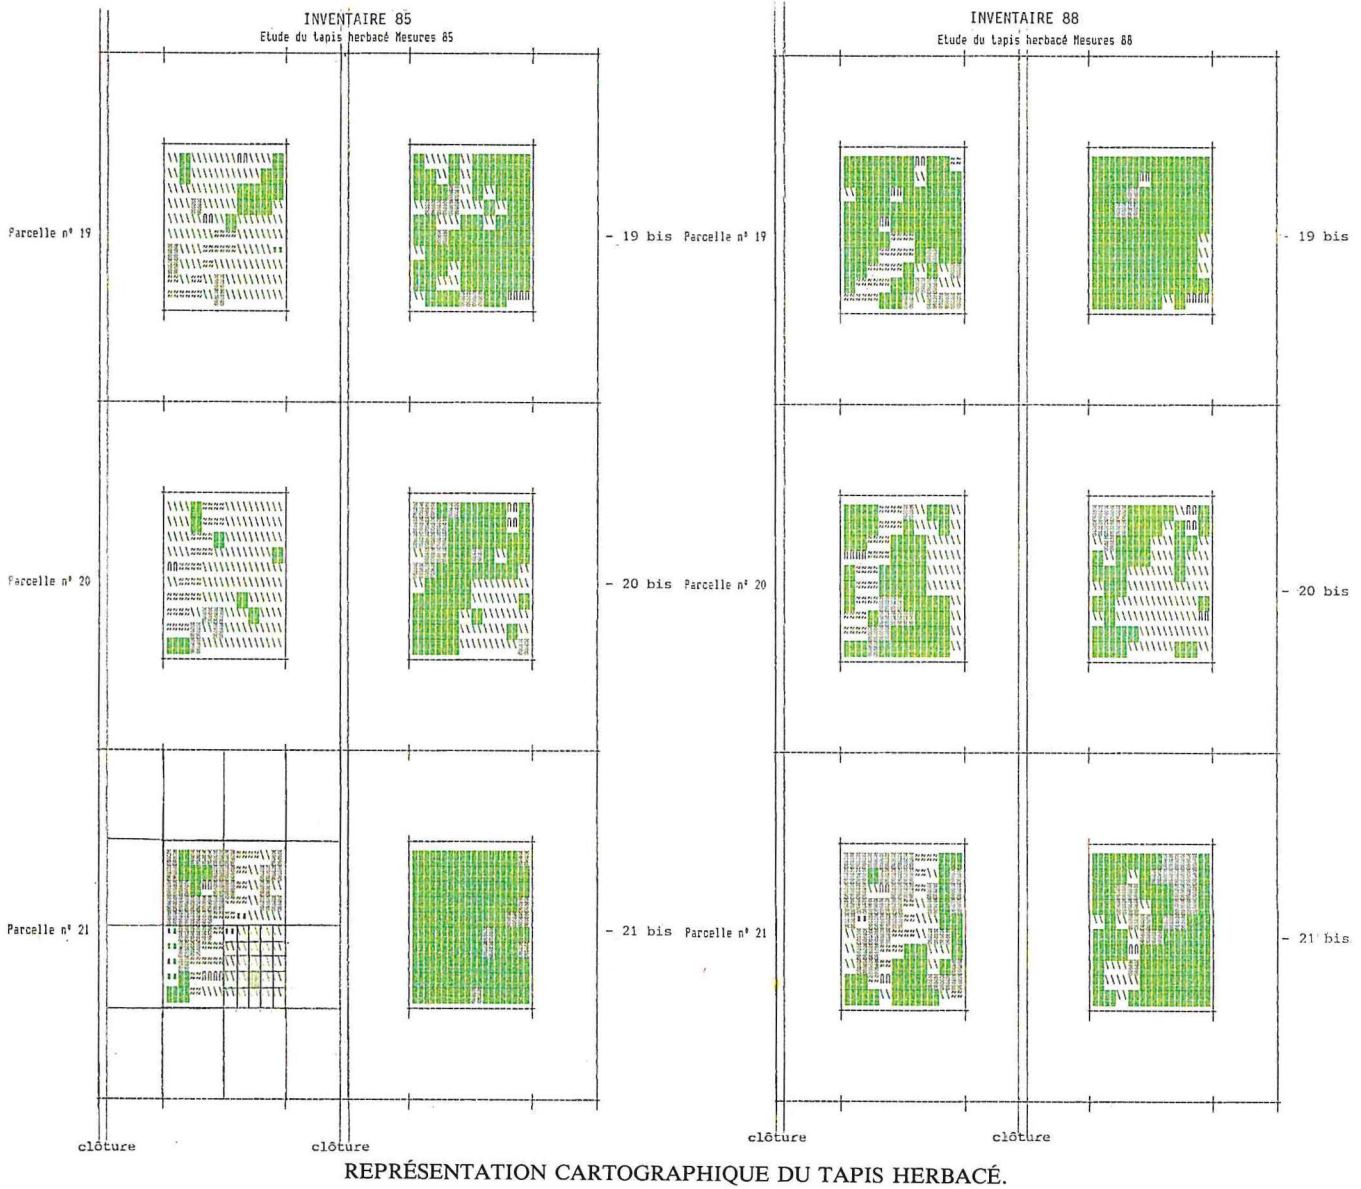 INVENTAIRE 85
Etude du tapis herbacé Mesures 85
INVENTAIRE 88
Etude du tapis herbacé Mesures 88
Parcelle n° 19
- 19 bis
Parcelle n° 19
- 19 bis
Parcelle n° 20
- 20 bis
Parcelle n° 20
- 20 bis
Parcelle n° 21
- 21 bis
Parcelle n° 21
- 21 bis
clôture
clôture
clôture
clôture
REPRÉSENTATION CARTOGRAPHIQUE DU TAPIS HERBACÉ.